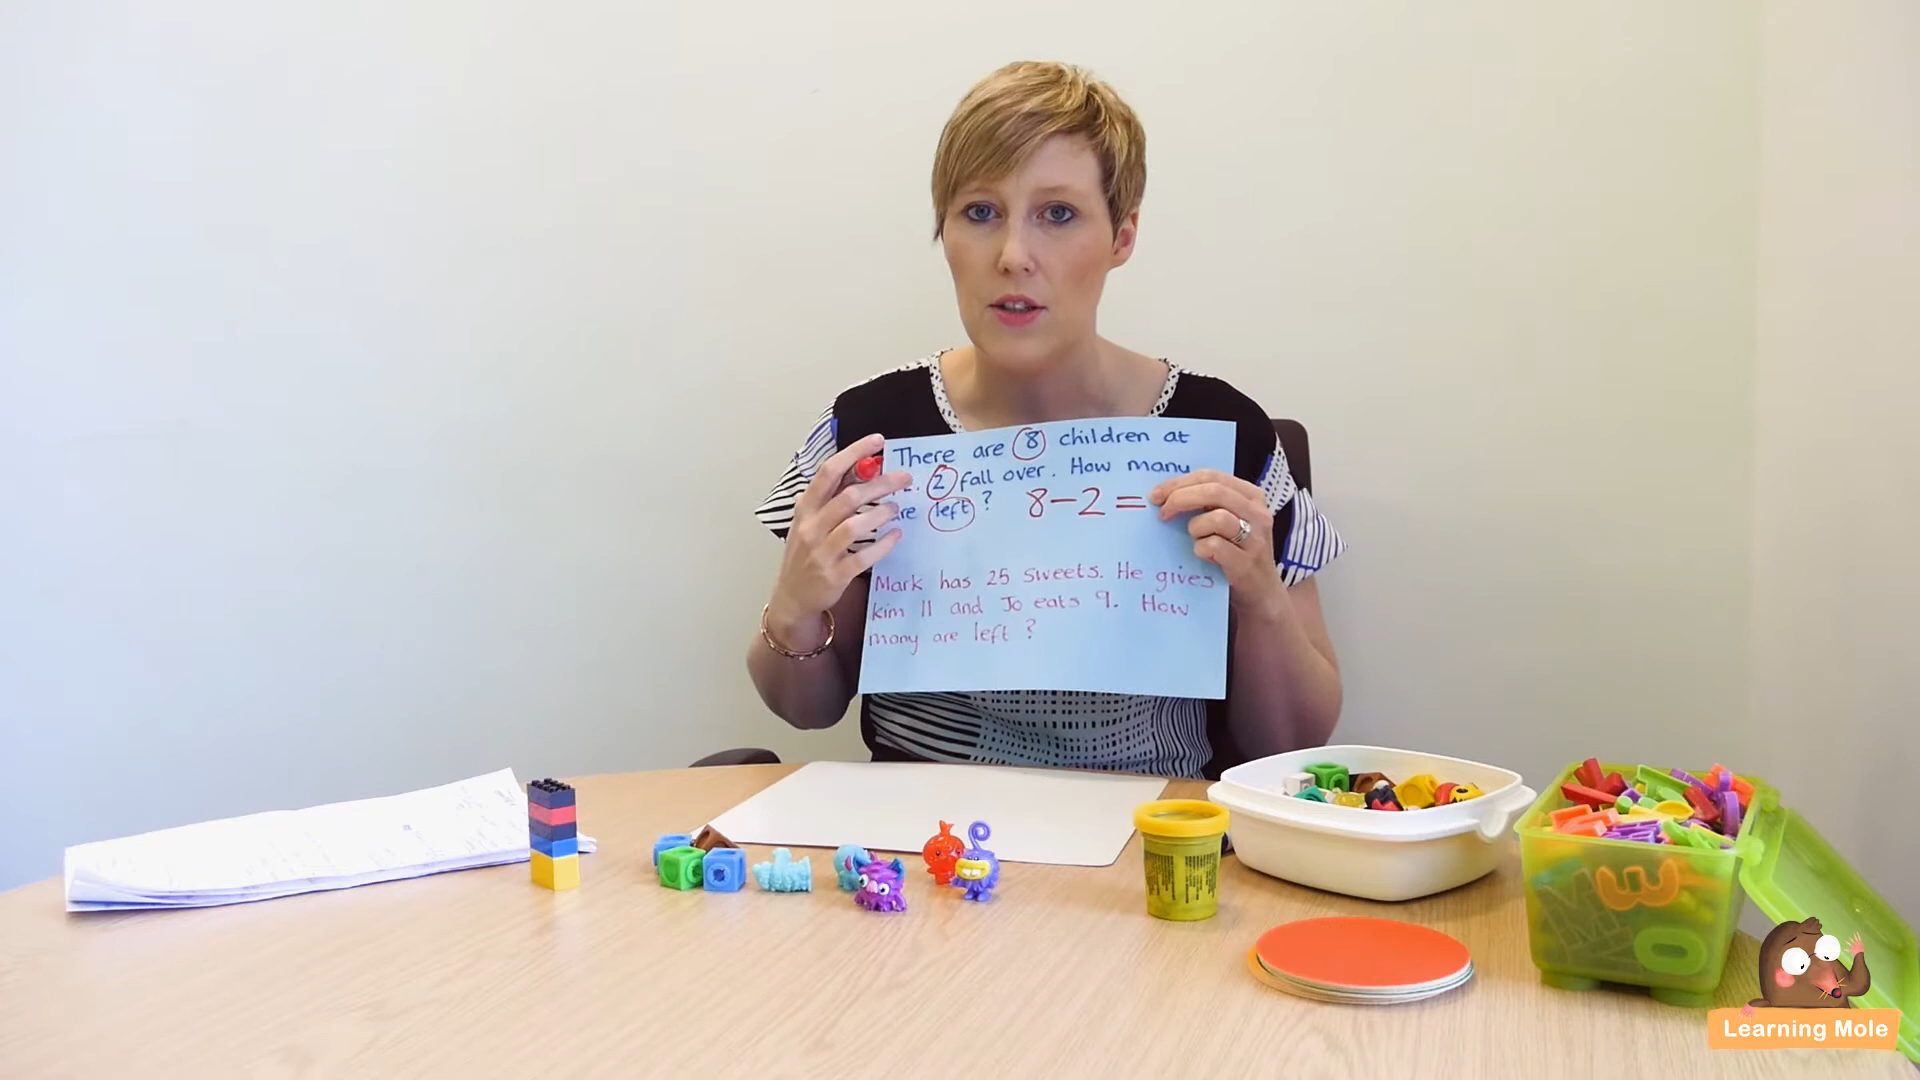 There are 8 children at
2 fall over. How many
are left? 8-2=
Mark has 25 sweets. He gives
kim 11 and Jo eats 9. How
many are left?
Learning Mole